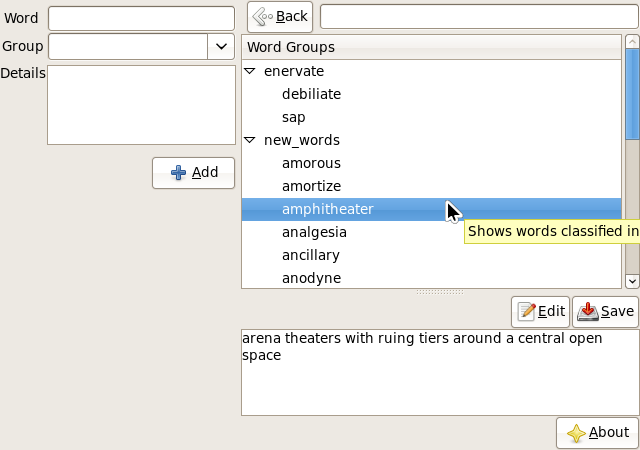 Word
Group
Details
Add
Back
Word Groups
enervate
debiliate
sap
new_words
amorous
amortize
amphitheater
analgesia
ancillary
anodyne
Shows words classified in
Edit
Save
arena theaters with ruing tiers around a central open
space
About